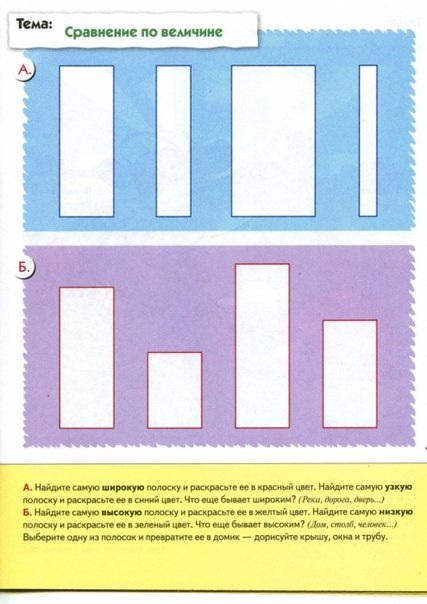 Тема:
Сравнение по величине
А.
Б.
А. Найдите самую широкую полоску и раскрасьте ее в красный цвет. Найдите самую узкую
полоску и раскрасьте ее в синий цвет. Что еще бывает широким? (Река, дорога, дверь...)
Б. Найдите самую высокую полоску и раскрасьте ее в желтый цвет. Найдите самую низкую
полоску и раскрасьте ее в зеленый цвет. Что еще бывает высоким? (Дом, столб, человек...)
Выберите одну из полосок и превратите ее в домик — дорисуйте крышу, окна и трубу.